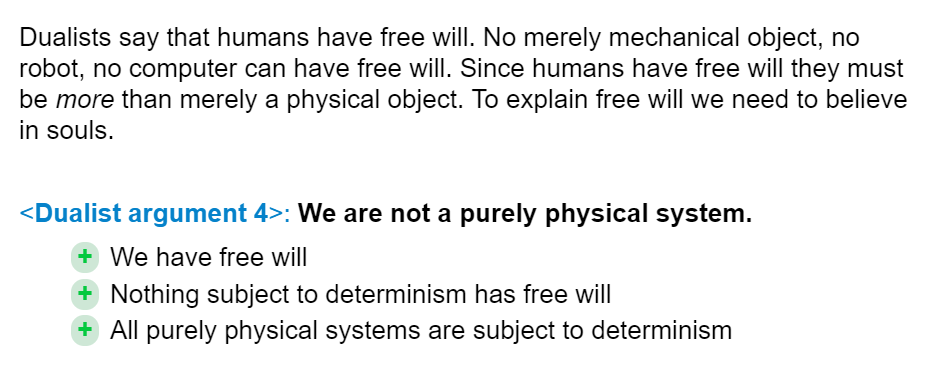 Dualists say that humans have free will. No merely mechanical object, no
robot, no computer can have free will. Since humans have free will they must
be more than merely a physical object. To explain free will we need to believe
in souls.
<Dualist argument 4>: We are not a purely physical system.
+ We have free will
+ Nothing subject to determinism has free will
+ All purely physical systems are subject to determinism